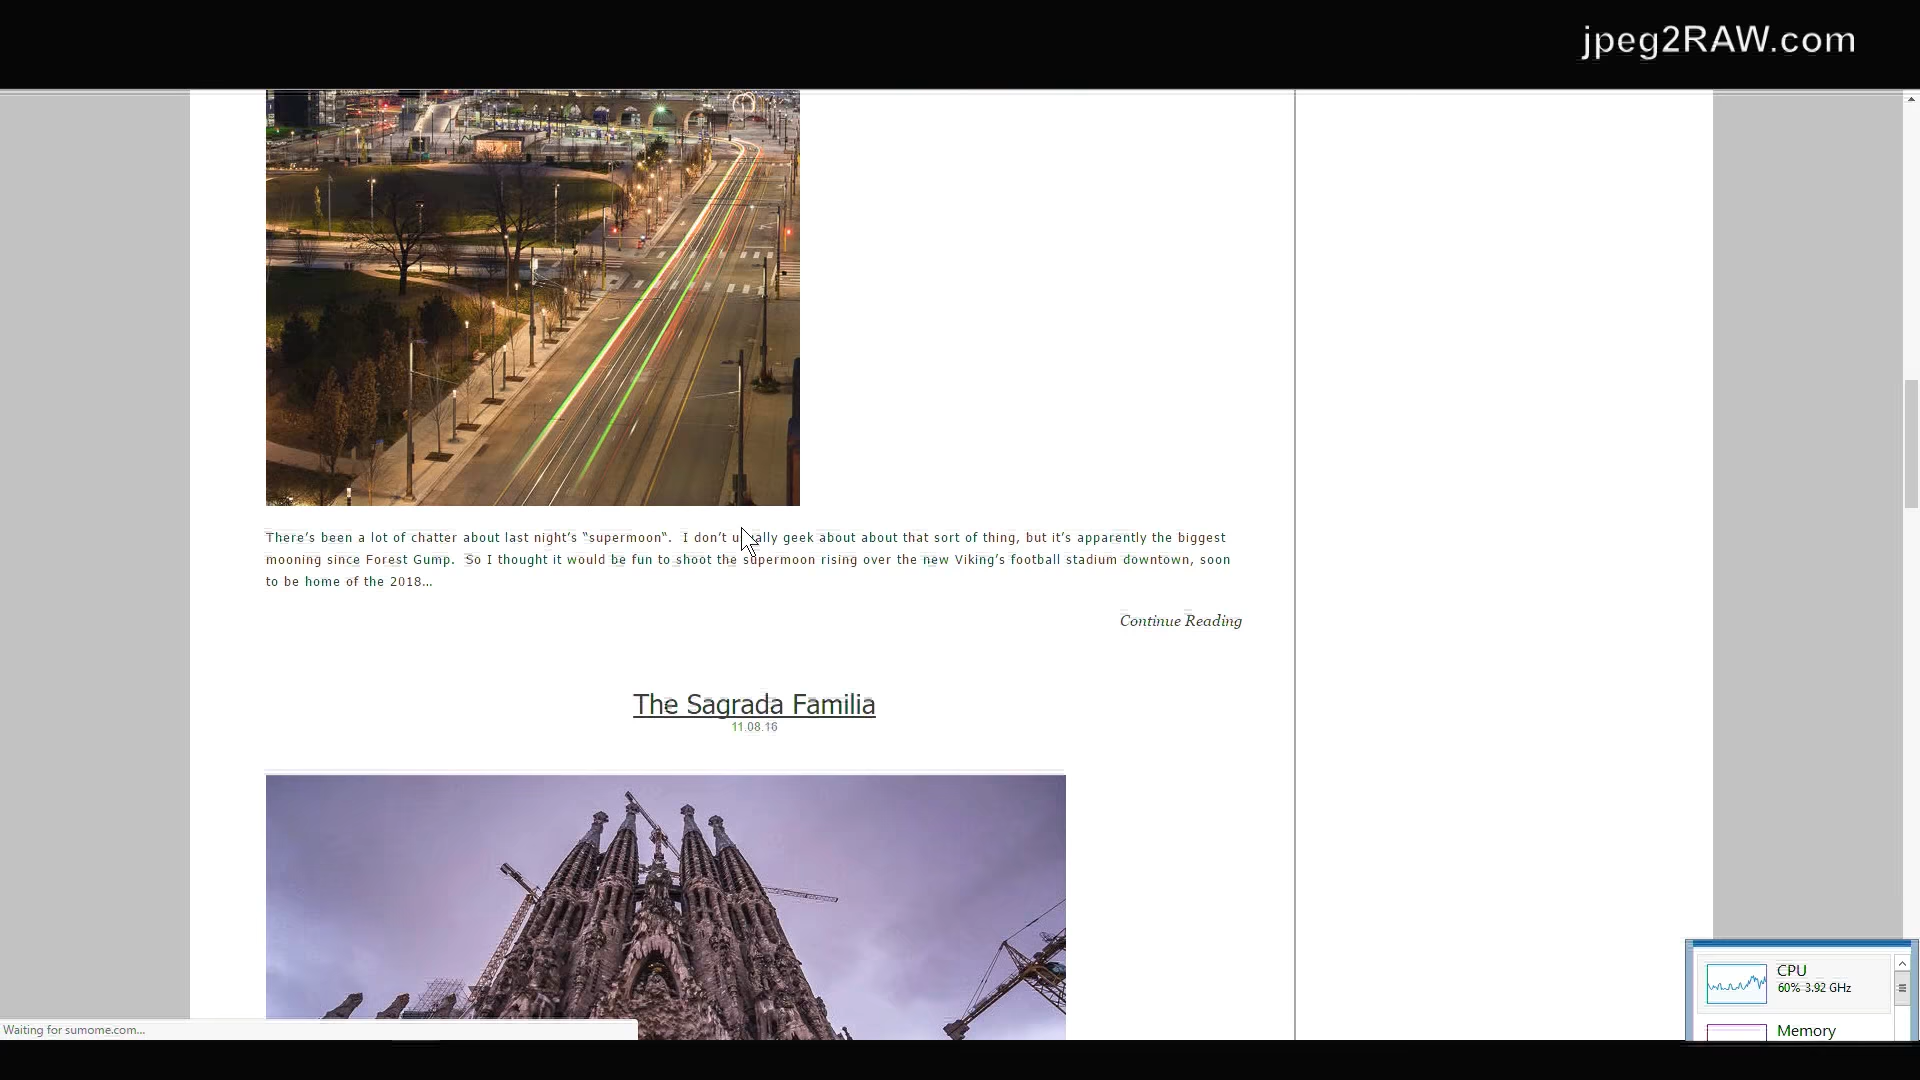 jpeg2RAW.com
There’s been a lot of chatter about last night’s “supermoon“.  I don’t usually geek about about that sort of thing, but it’s apparently the biggest
mooning since Forest Gump.  So I thought it would be fun to shoot the supermoon rising over the new Viking’s football stadium downtown, soon
to be home of the 2018…
Continue Reading
The Sagrada Familia
11.08.16
CPU
60% 3.92 GHz
Memory
Waiting for sumome.com...